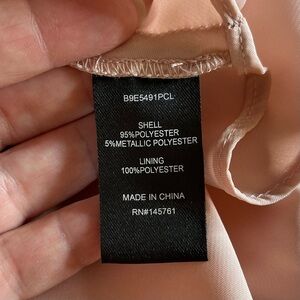 B9E5491PCL
SHELL
95%POLYESTER
5%METALLIC POLYESTER
LINING
100%POLYESTER
MADE IN CHINA
RN#145761